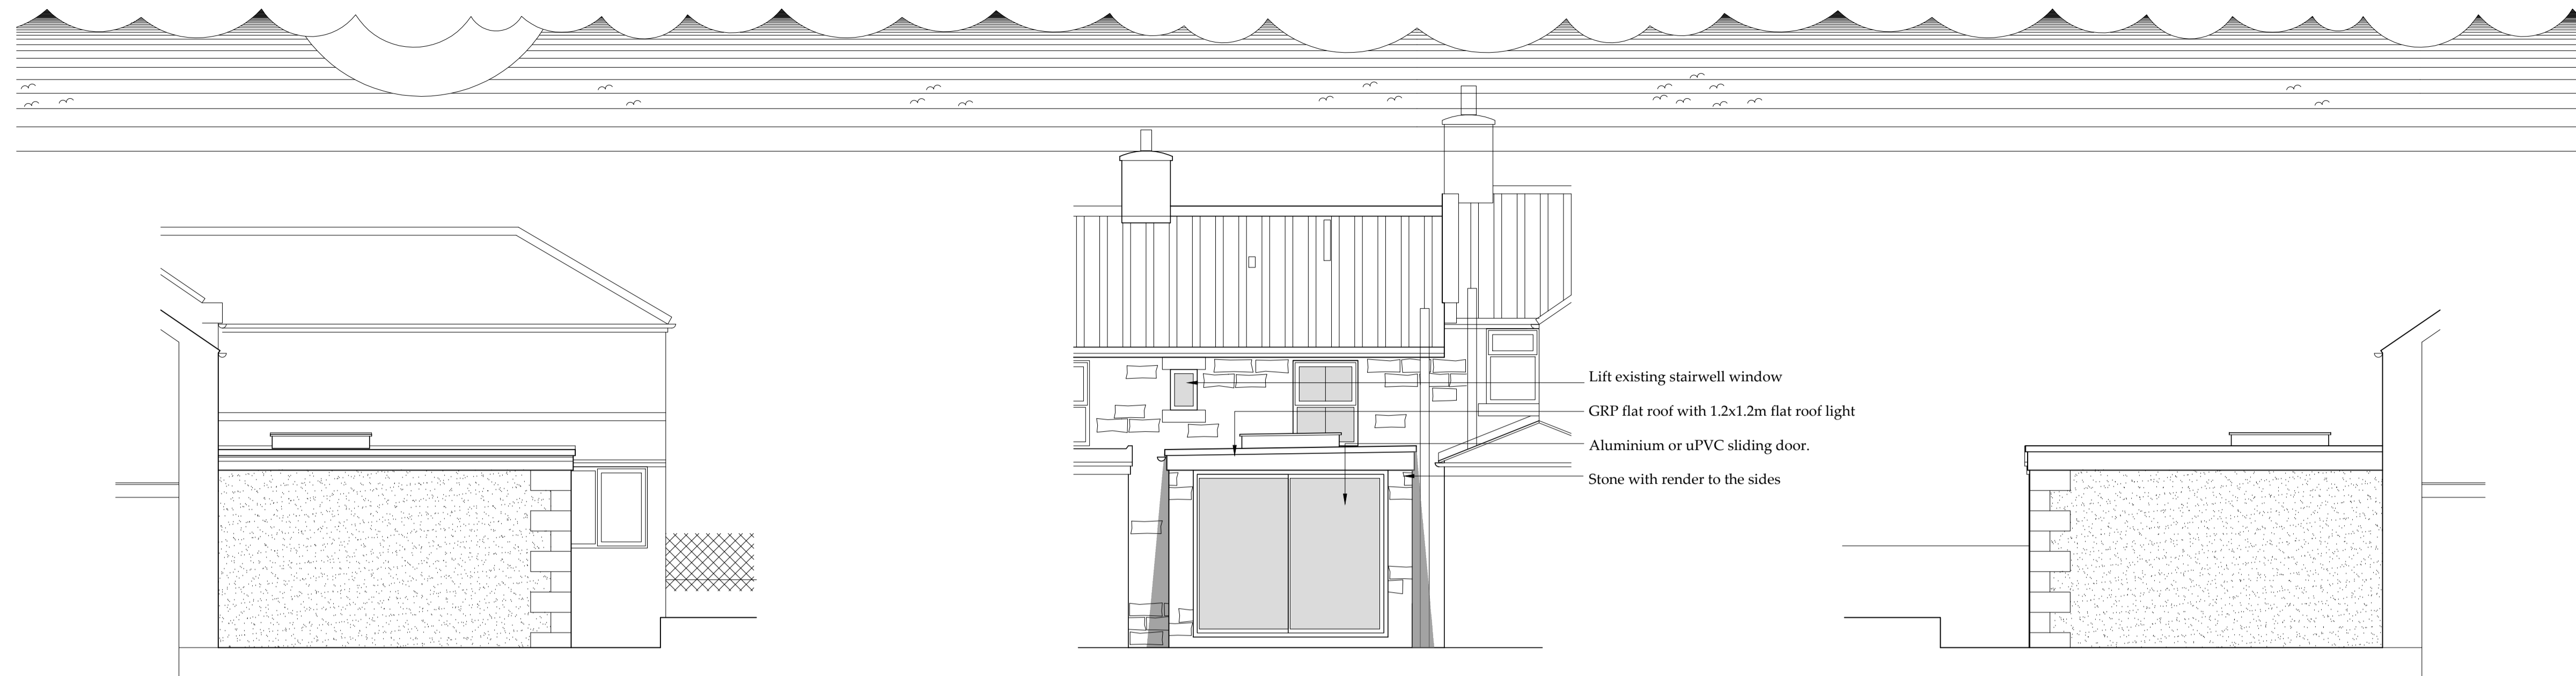 Lift existing stairwell window
GRP flat roof with 1.2x1.2m flat roof light
Aluminium or uPVC sliding door.
Stone with render to the sides